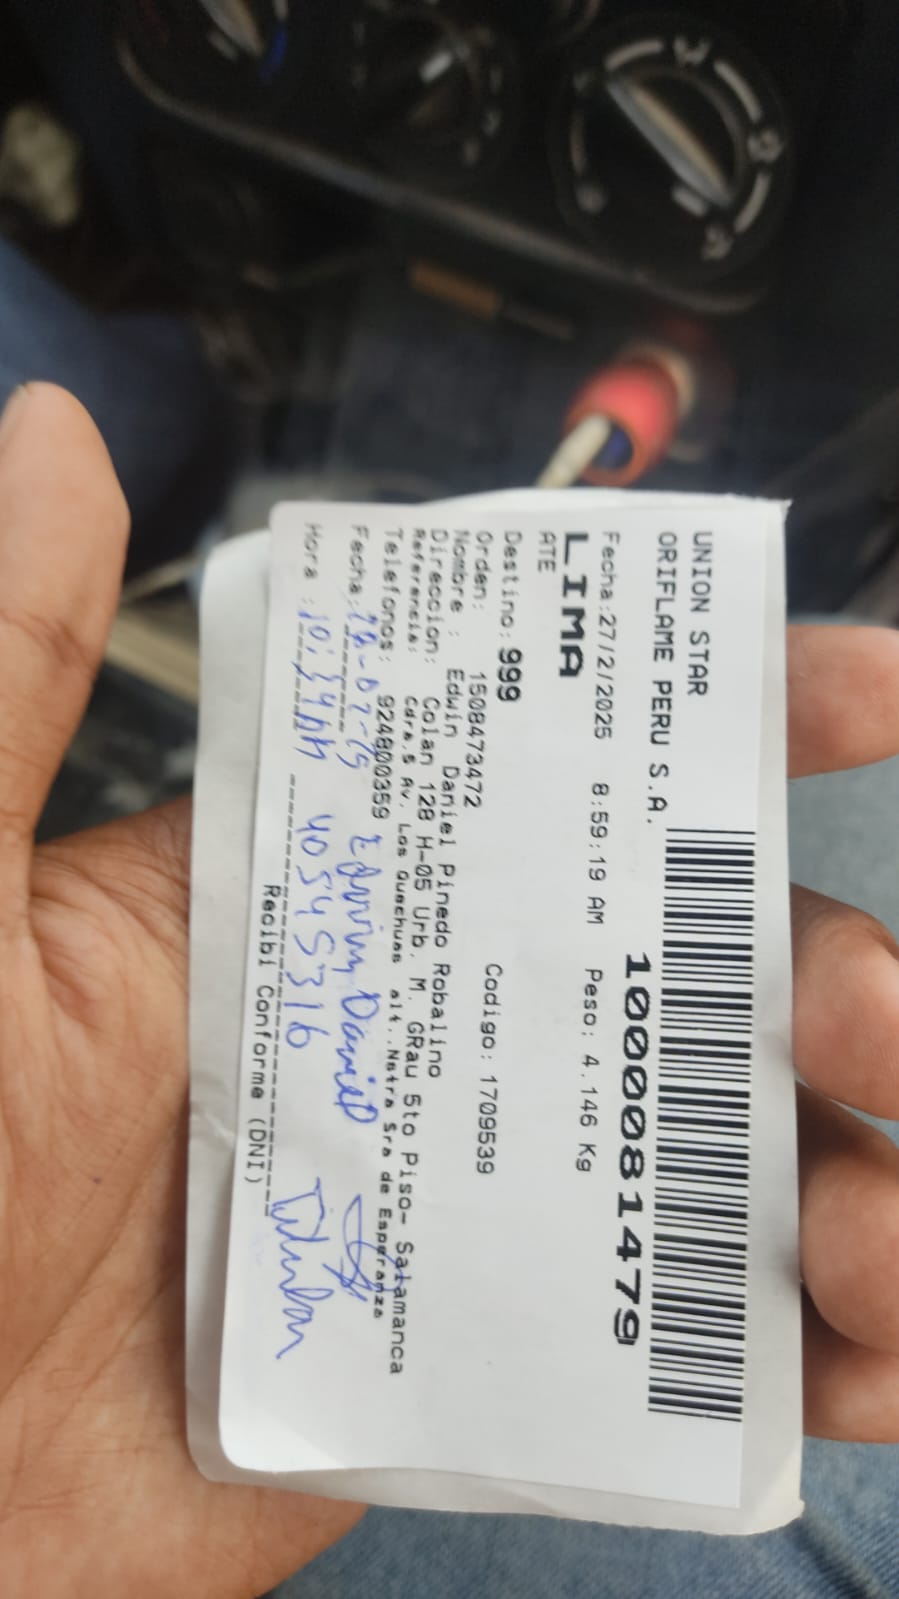 UNION STAR
ORIFLAME PERU S.A.
1000081479
Fecha:27/2/2025 8:59:19 AM Peso: 4.146 Kg
LIMA
ATE
Destino: 999
Orden: 1508473472 Codigo: 1709539
Nombre : Edwin Daniel Pinedo Robalino
Direccion: Colan 128 H-05 Urb. M. GRau 5to Piso- Salamanca
Referencia: Cdra.5 Av. Los Quechuas alt. Nstra Sra de Esperanza
Telefonos: 924800359
Fecha: Edwin Daniel
Hora : 40545316 Titular
Recibi Conforme (DNI)